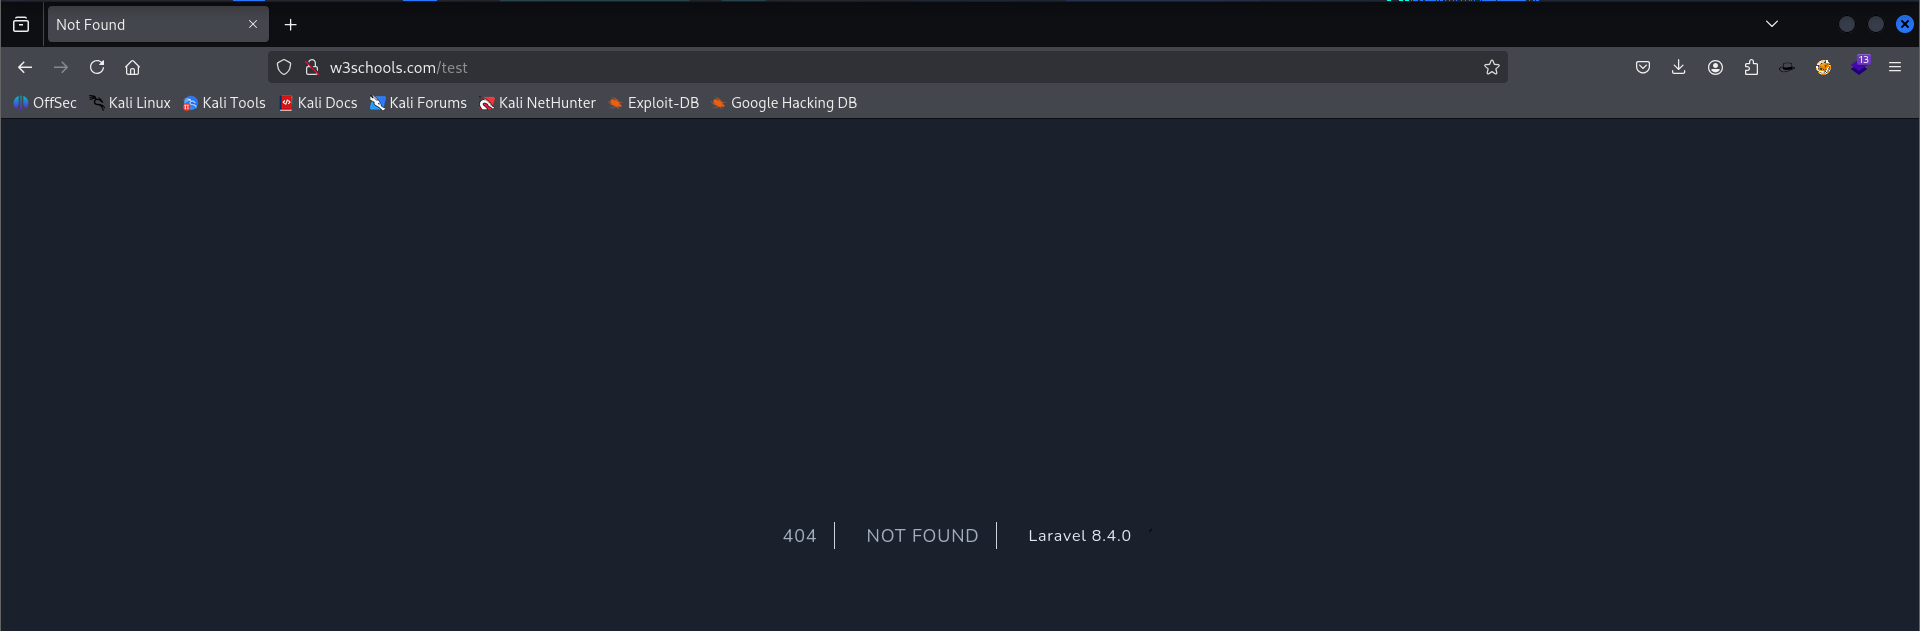 Not Found
w3schools.com/test
13
OffSec Kali Linux Kali Tools Kali Docs Kali Forums Kali NetHunter Exploit-DB Google Hacking DB
404 NOT FOUND Laravel 8.4.0